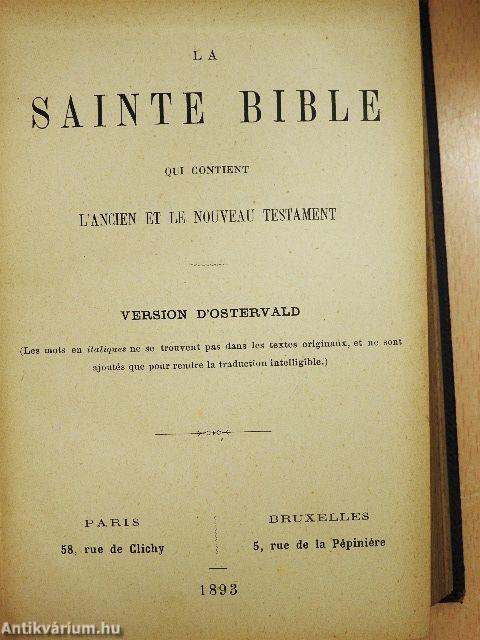 LA
SAINTE BIBLE
QUI CONTIENT
L'ANCIEN ET LE NOUVEAU TESTAMENT
VERSION D'OSTERVALD
(Les mots en italiques ne se trouvent pas dans les textes originaux, et ne sont
ajoutés que pour rendre la traduction intelligible.)
PARIS
58, rue de Clichy
BRUXELLES
5, rue de la Pépinière
1893
Antikvárium.hu